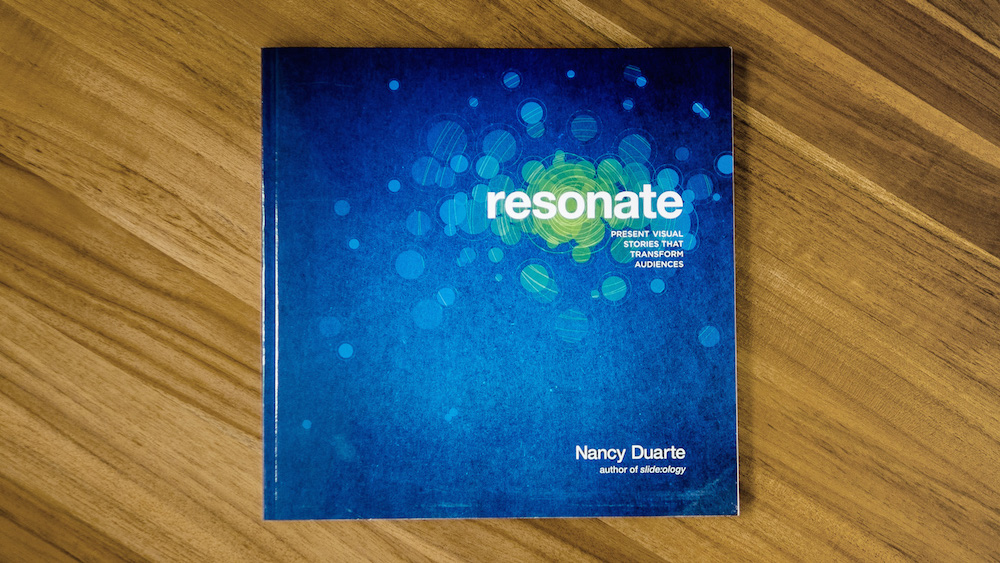 resonate
PRESENT VISUAL
STORIES THAT
TRANSFORM
AUDIENCES
Nancy Duarte
author of slide:ology